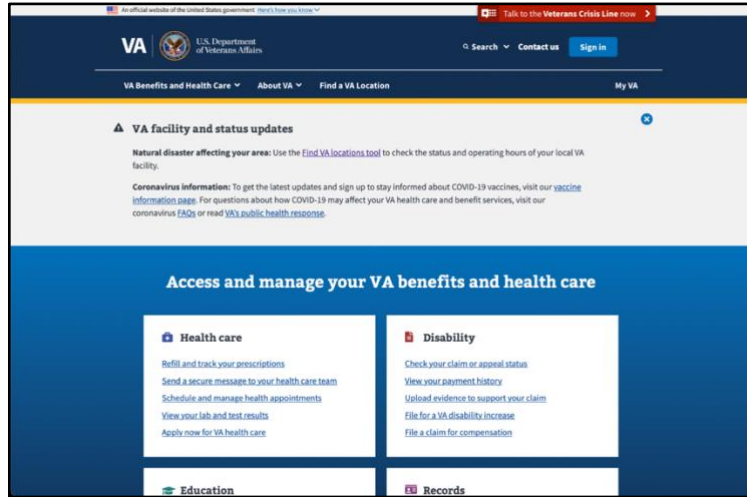 An official website of the United States government Here's how you know
Talk to the Veterans Crisis Line now
VA
U.S. Department
of Veterans Affairs
Search
Contact us
Sign in
VA Benefits and Health Care
About VA
Find a VA Location
My VA
VA facility and status updates
Natural disaster affecting your area: Use the Find VA locations tool to check the status and operating hours of your local VA
facility.
Coronavirus information: To get the latest updates and sign up to stay informed about COVID-19 vaccines, visit our vaccine
information page. For questions about how COVID-19 may affect your VA health care and benefit services, visit our
coronavirus FAQs or read VA's public health response.
Access and manage your VA benefits and health care
Health care
Refill and track your prescriptions
Send a secure message to your health care team
Schedule and manage health appointments
View your lab and test results
Apply now for VA health care
Disability
Check your claim or appeal status
View your payment history
Upload evidence to support your claim
File for a VA disability increase
File a claim for compensation
Education
Records